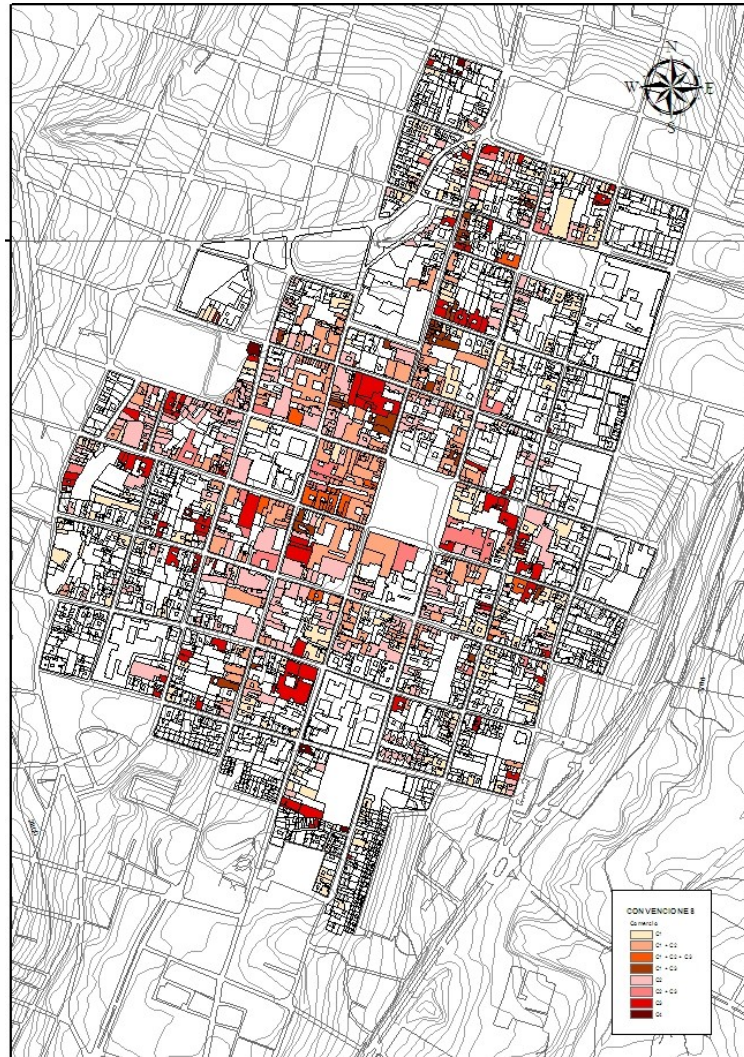 N
W E
S
CONVENCIONES
Comercio
C1
C1 + C2
C1 + C2 + C3
C1 + C3
C2
C2 + C3
C3
C4